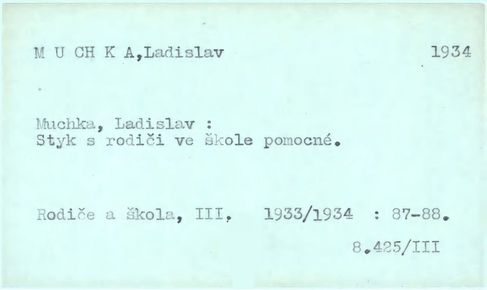 M U CH K A,Ladislav 1934
Muchka, Ladislav :
Styk s rodiči ve škole pomocné.
Rodiče a škola, III, 1933/1934 : 87-88.
8.425/III